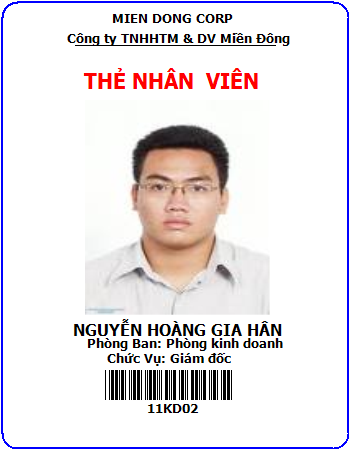 MIEN DONG CORP
Công ty TNHHTM & DV Miền Đông
THẺ NHÂN VIÊN
NGUYỄN HOÀNG GIA HÂN
Phòng Ban: Phòng kinh doanh
Chức Vụ: Giám đốc
11KD02